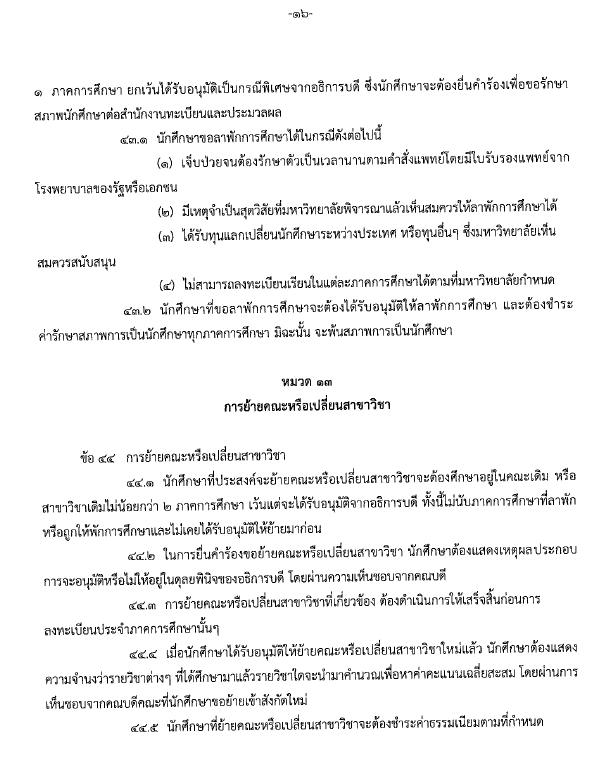 -๑๖-
๑ ภาคการศึกษา ยกเว้นได้รับอนุมัติเป็นกรณีพิเศษจากอธิการบดี ซึ่งนักศึกษาจะต้องยื่นคำร้องเพื่อขอรักษา
สภาพนักศึกษาต่อสำนักงานทะเบียนและประมวลผล
๔๓.๑ นักศึกษาขอลาพักการศึกษาได้ในกรณีดังต่อไปนี้
(๑) เจ็บป่วยจนต้องรักษาตัวเป็นเวลานานตามคำสั่งแพทย์โดยมีใบรับรองแพทย์จาก
โรงพยาบาลของรัฐหรือเอกชน
(๒) มีเหตุจำเป็นสุดวิสัยที่มหาวิทยาลัยพิจารณาแล้วเห็นสมควรให้ลาพักการศึกษาได้
(๓) ได้รับทุนแลกเปลี่ยนนักศึกษาระหว่างประเทศ หรือทุนอื่นๆ ซึ่งมหาวิทยาลัยเห็น
สมควรสนับสนุน
(๔) ไม่สามารถลงทะเบียนเรียนในแต่ละภาคการศึกษาได้ตามที่มหาวิทยาลัยกำหนด
๔๓.๒ นักศึกษาที่ขอลาพักการศึกษาจะต้องได้รับอนุมัติให้ลาพักการศึกษา และต้องชำระ
ค่ารักษาสภาพการเป็นนักศึกษาทุกภาคการศึกษา มิฉะนั้น จะพ้นสภาพการเป็นนักศึกษา
หมวด ๑๓
การย้ายคณะหรือเปลี่ยนสาขาวิชา
ข้อ ๔๔ การย้ายคณะหรือเปลี่ยนสาขาวิชา
๔๔.๑ นักศึกษาที่ประสงค์จะย้ายคณะหรือเปลี่ยนสาขาวิชาจะต้องศึกษาอยู่ในคณะเดิม หรือ
สาขาวิชาเดิมไม่น้อยกว่า ๒ ภาคการศึกษา เว้นแต่จะได้รับอนุมัติจากอธิการบดี ทั้งนี้ไม่นับภาคการศึกษาที่ลาพัก
หรือถูกให้พักการศึกษาและไม่เคยได้รับอนุมัติให้ย้ายมาก่อน
๔๔.๒ ในการยื่นคำร้องขอย้ายคณะหรือเปลี่ยนสาขาวิชา นักศึกษาต้องแสดงเหตุผลประกอบ
การจะอนุมัติหรือไม่ให้อยู่ในดุลยพินิจของอธิการบดี โดยผ่านความเห็นชอบจากคณบดี
๔๔.๓ การย้ายคณะหรือเปลี่ยนสาขาวิชาที่เกี่ยวข้อง ต้องดำเนินการให้เสร็จสิ้นก่อนการ
ลงทะเบียนประจำภาคการศึกษานั้นๆ
๔๔.๔ เมื่อนักศึกษาได้รับอนุมัติให้ย้ายคณะหรือเปลี่ยนสาขาวิชาใหม่แล้ว นักศึกษาต้องแสดง
ความจำนงว่ารายวิชาต่างๆ ที่ได้ศึกษามาแล้วรายวิชาใดจะนำมาคำนวณเพื่อหาค่าคะแนนเฉลี่ยสะสม โดยผ่านการ
เห็นชอบจากคณบดีคณะที่นักศึกษาขอย้ายเข้าสังกัดใหม่
๔๔.๕ นักศึกษาที่ย้ายคณะหรือเปลี่ยนสาขาวิชาจะต้องชำระค่าธรรมเนียมตามที่กำหนด